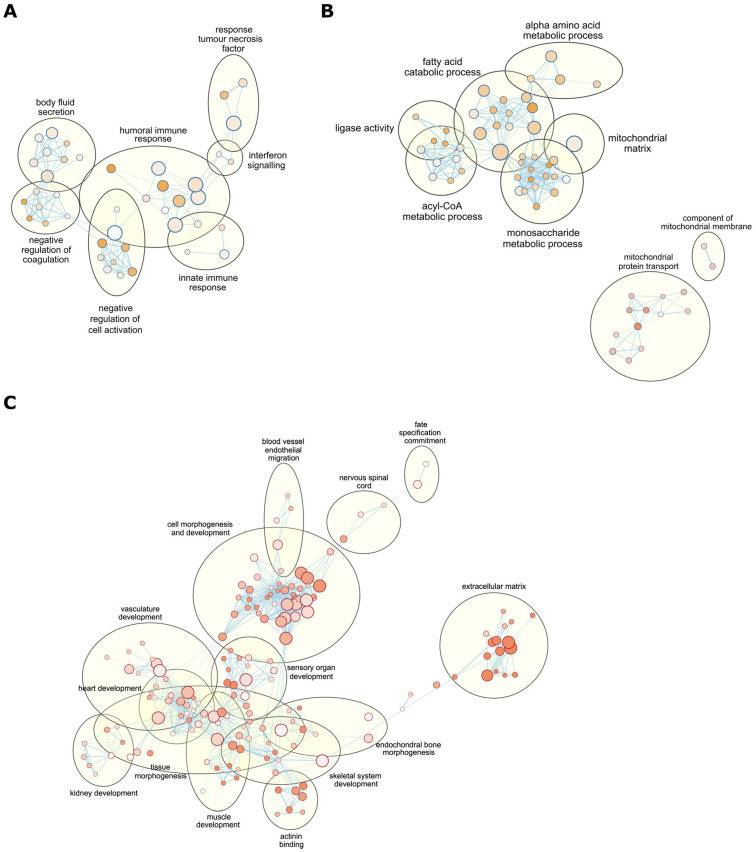 A
response
tumour necrosis
factor
body fluid
secretion
humoral immune
response
interferon
signalling
negative
regulation of
coagulation
innate immune
response
negative
regulation of
cell activation
B
alpha amino acid
metabolic process
fatty acid
catabolic process
ligase activity
mitochondrial
matrix
acyl-CoA
metabolic process
monosaccharide
metabolic process
component of
mitochondrial membrane
mitochondrial
protein transport
C
fate
specification
commitment
blood vessel
endothelial
migration
nervous spinal
cord
cell morphogenesis
and development
extracellular matrix
vasculature
development
sensory organ
development
heart development
endochondral bone
morphogenesis
tissue
morphogenesis
skeletal system
development
kidney development
muscle
development
actinin
binding